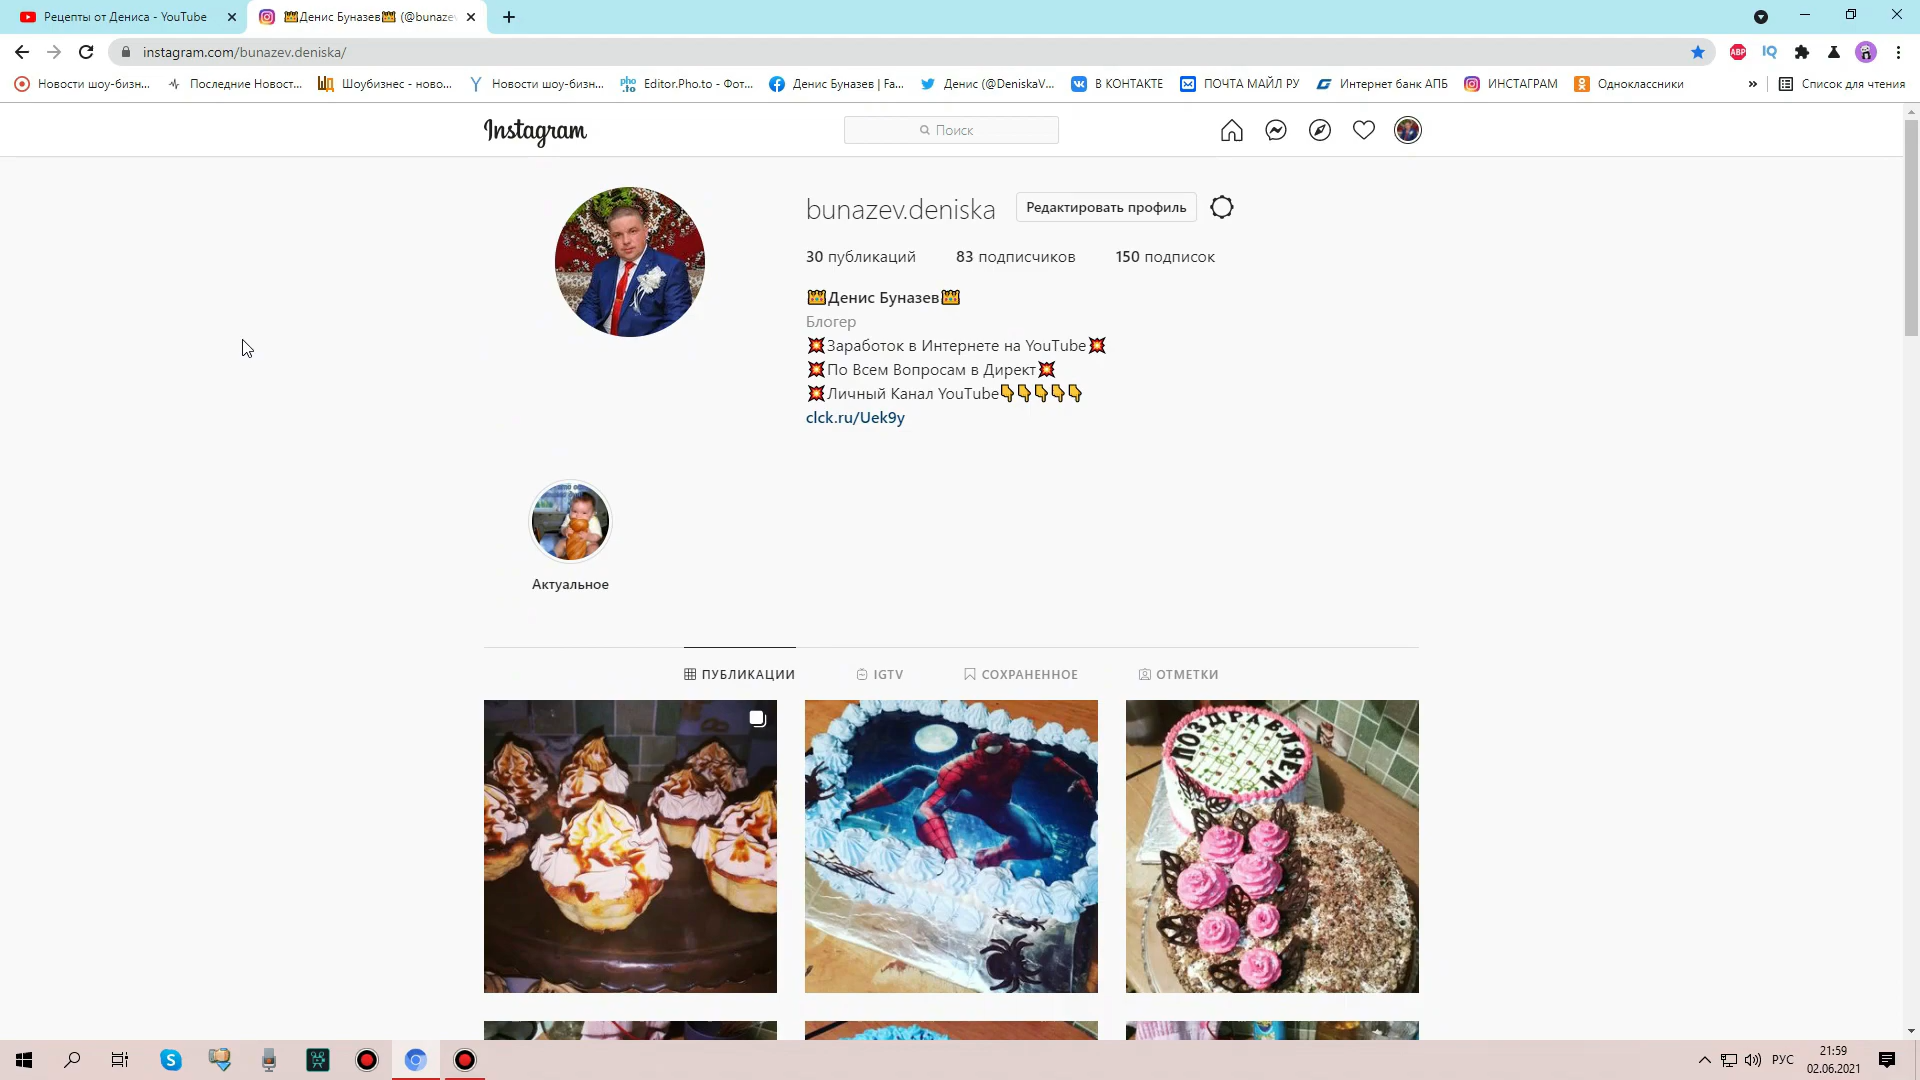 Рецепты от Дениса - YouTube
👑Денис Буназев👑 (@bunaze
instagram.com/bunazev.deniska/
ABP
IQ
Новости шоу-бизн...
Последние Новост...
Шоубизнес - ново...
Новости шоу-бизн...
pho.to
Editor.Pho.to - Фот...
Денис Буназев | Fa...
Денис (@DeniskaV...
В КОНТАКТЕ
ПОЧТА МАЙЛ РУ
Интернет банк АПБ
ИНСТАГРАМ
Одноклассники
»
Список для чтения
Instagram
Поиск
bunazev.deniska
Редактировать профиль
30 публикаций
83 подписчиков
150 подписок
👑Денис Буназев👑
Блогер
💥Заработок в Интернете на YouTube💥
💥По Всем Вопросам в Директ💥
💥Личный Канал YouTube👇👇👇👇👇
clck.ru/Uek9y
Актуальное
ПУБЛИКАЦИИ
IGTV
СОХРАНЕННОЕ
ОТМЕТКИ
ПОЗДРАВЛЯЕМ
РУС
21:59
02.06.2021